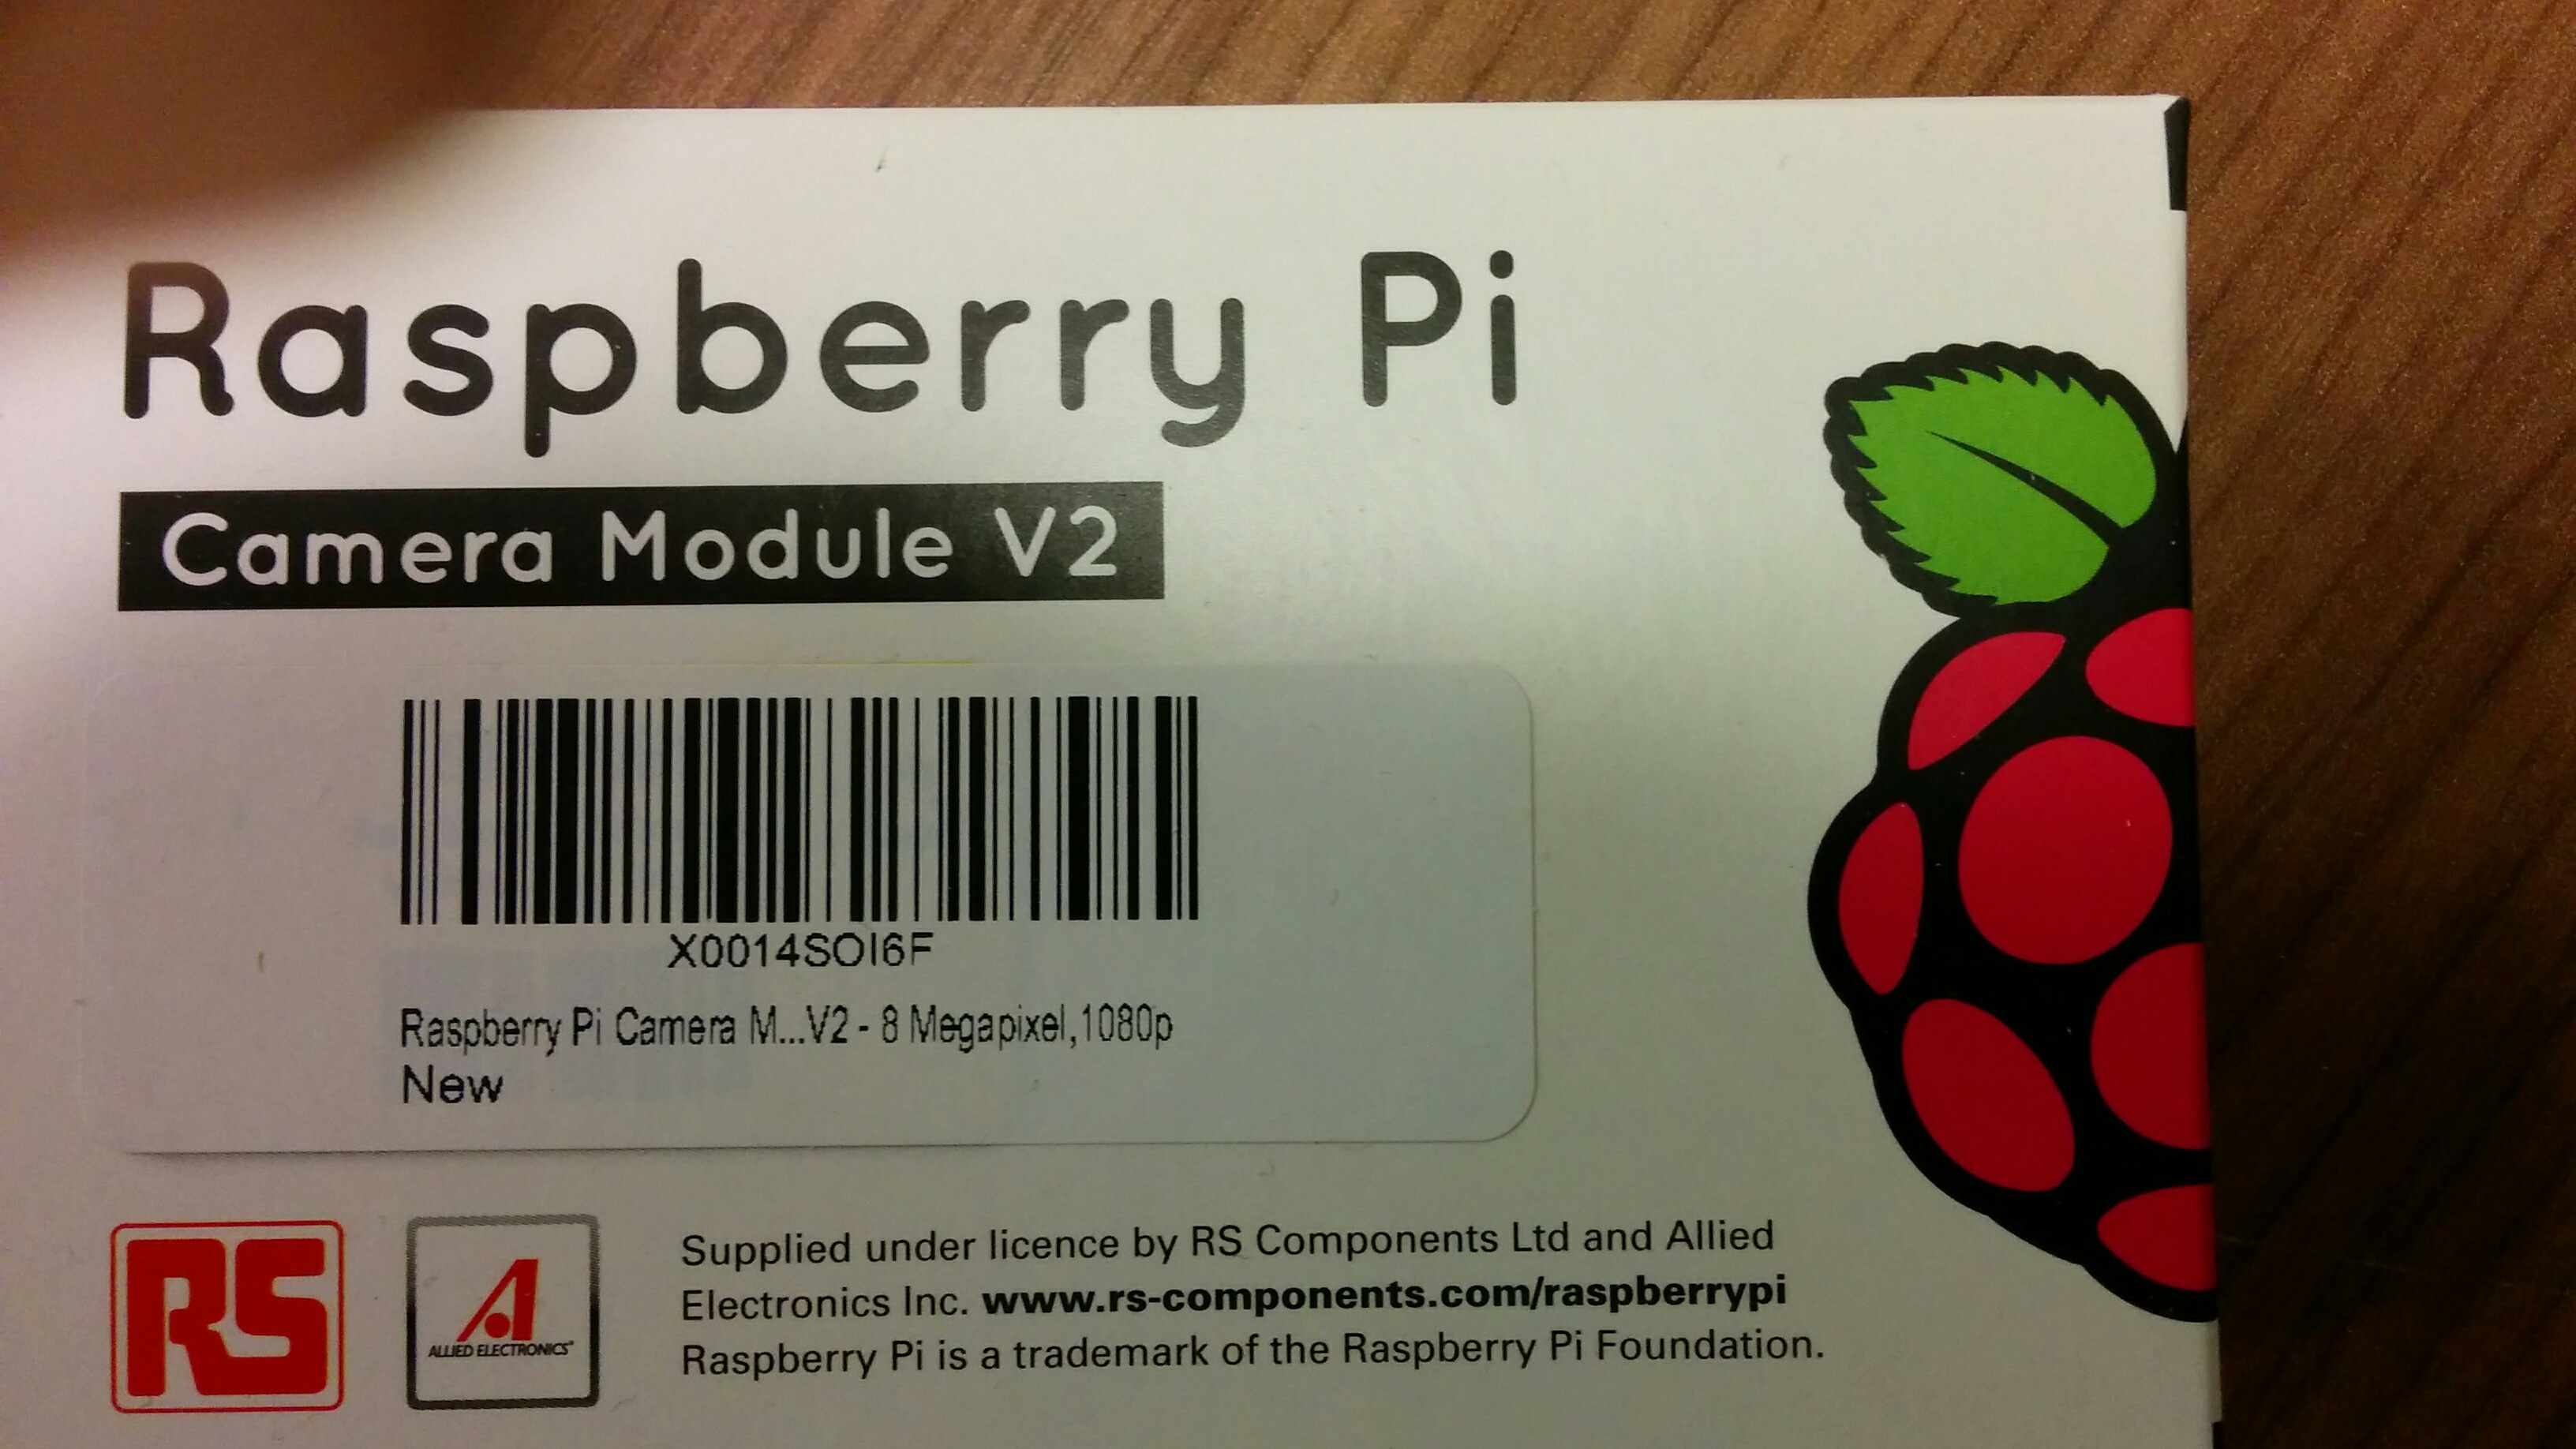 Raspberry Pi
Camera Module V2
X0014SOI6F
Raspberry Pi Camera M...V2 - 8 Megapixel,1080p
New
RS
A
ALLIED ELECTRONICS
Supplied under licence by RS Components Ltd and Allied
Electronics Inc. www.rs-components.com/raspberrypi
Raspberry Pi is a trademark of the Raspberry Pi Foundation.